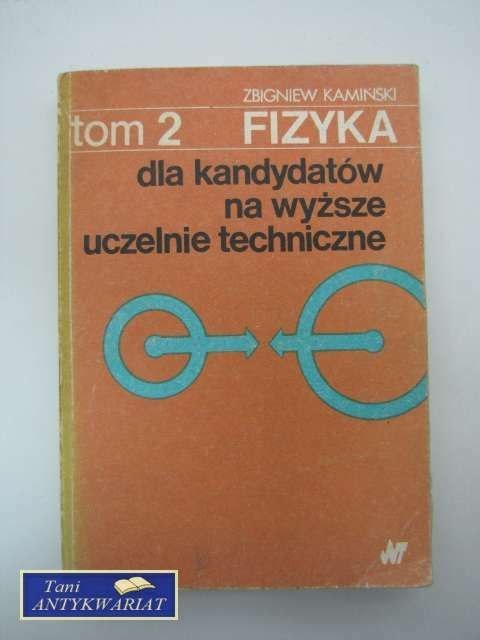 ZBIGNIEW KAMIŃSKI
tom 2 FIZYKA
dla kandydatów
na wyższe
uczelnie techniczne
WNT
Tani
ANTYKWARIAT